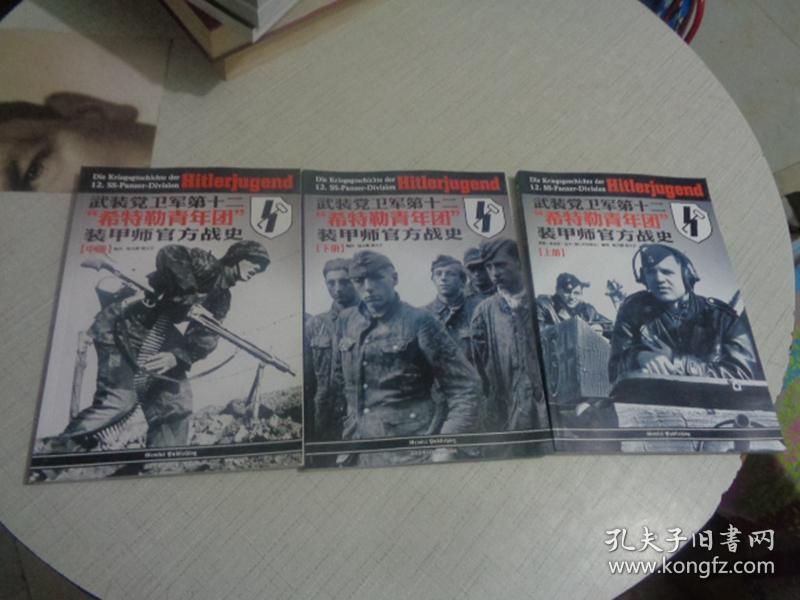 Die Kriegsgeschichte der
12. SS-Panzer-Division Hitlerjugend
武装党卫军第十二
“希特勒青年团”
装甲师官方战史
[中册]
Die Kriegsgeschichte der
12. SS-Panzer-Division Hitlerjugend
武装党卫军第十二
“希特勒青年团”
装甲师官方战史
[下册]
Die Kriegsgeschichte der
12. SS-Panzer-Division Hitlerjugend
武装党卫军第十二
“希特勒青年团”
装甲师官方战史
[上册]
孔夫子旧书网
www.kongfz.com